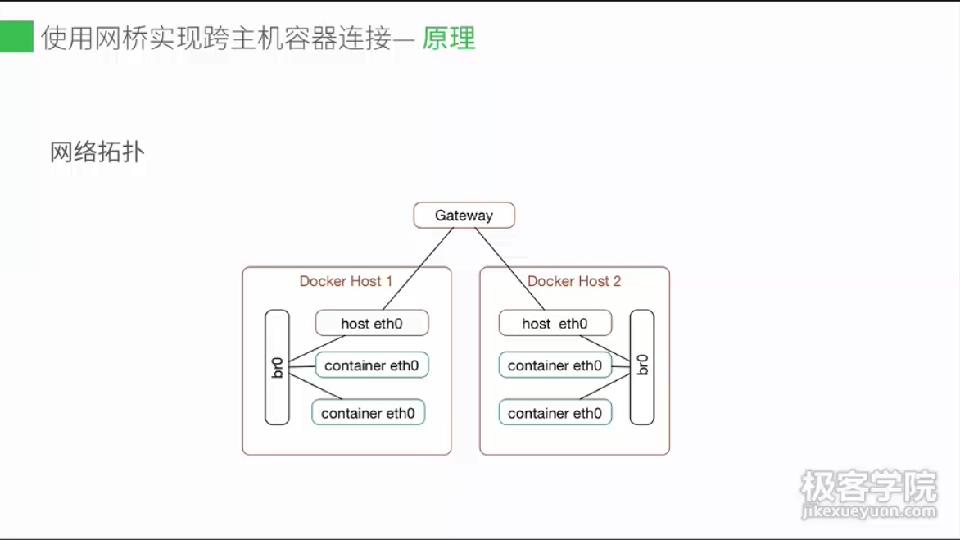 使用网桥实现跨主机容器连接— 原理
网络拓扑
Gateway
Docker Host 1
host eth0
container eth0
container eth0
br0
Docker Host 2
host eth0
container eth0
container eth0
br0
极客学院
jikexueyuan.com